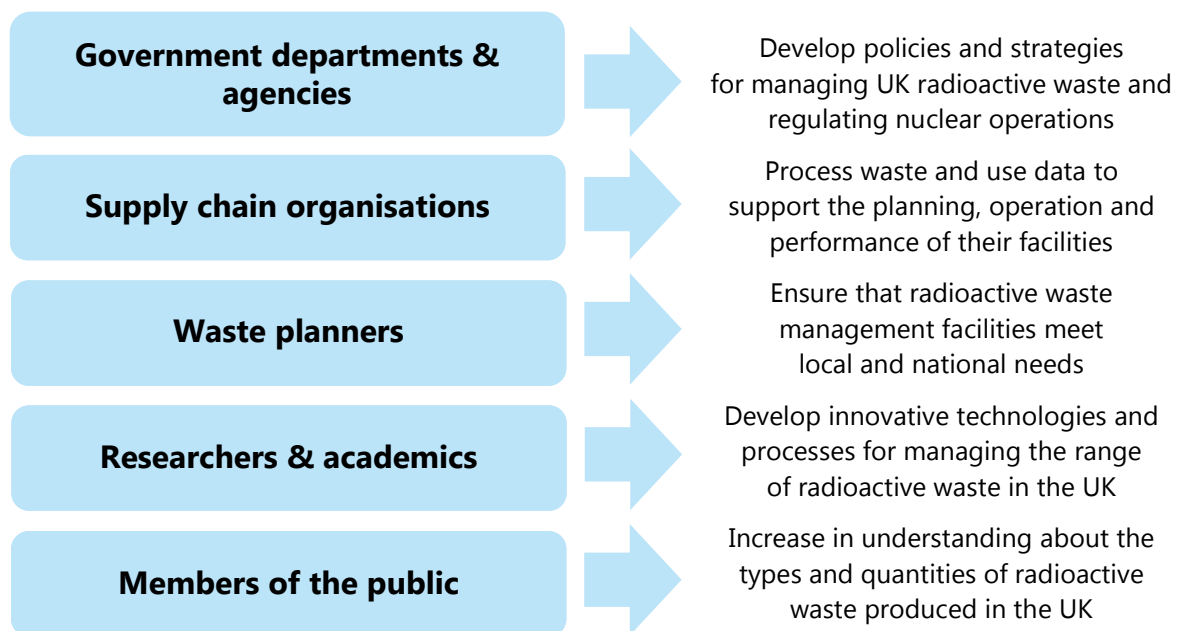 Government departments &
agencies
Develop policies and strategies
for managing UK radioactive waste and
regulating nuclear operations
Supply chain organisations
Process waste and use data to
support the planning, operation and
performance of their facilities
Waste planners
Ensure that radioactive waste
management facilities meet
local and national needs
Researchers & academics
Develop innovative technologies and
processes for managing the range
of radioactive waste in the UK
Members of the public
Increase in understanding about the
types and quantities of radioactive
waste produced in the UK